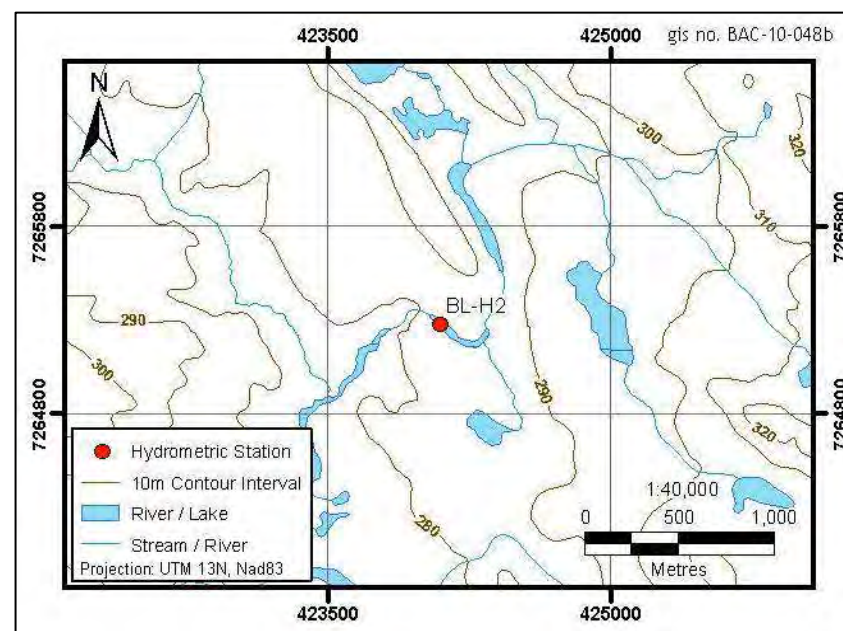 423500
425000
gis no. BAC-10-048b
N
300
320
7265800
7265800
310
BL-H2
290
300
290
7264800
7264800
320
Hydrometric Station
10m Contour Interval
River / Lake
Stream / River
Projection: UTM 13N, Nad83
280
1:40,000
0 500 1,000
Metres
423500
425000